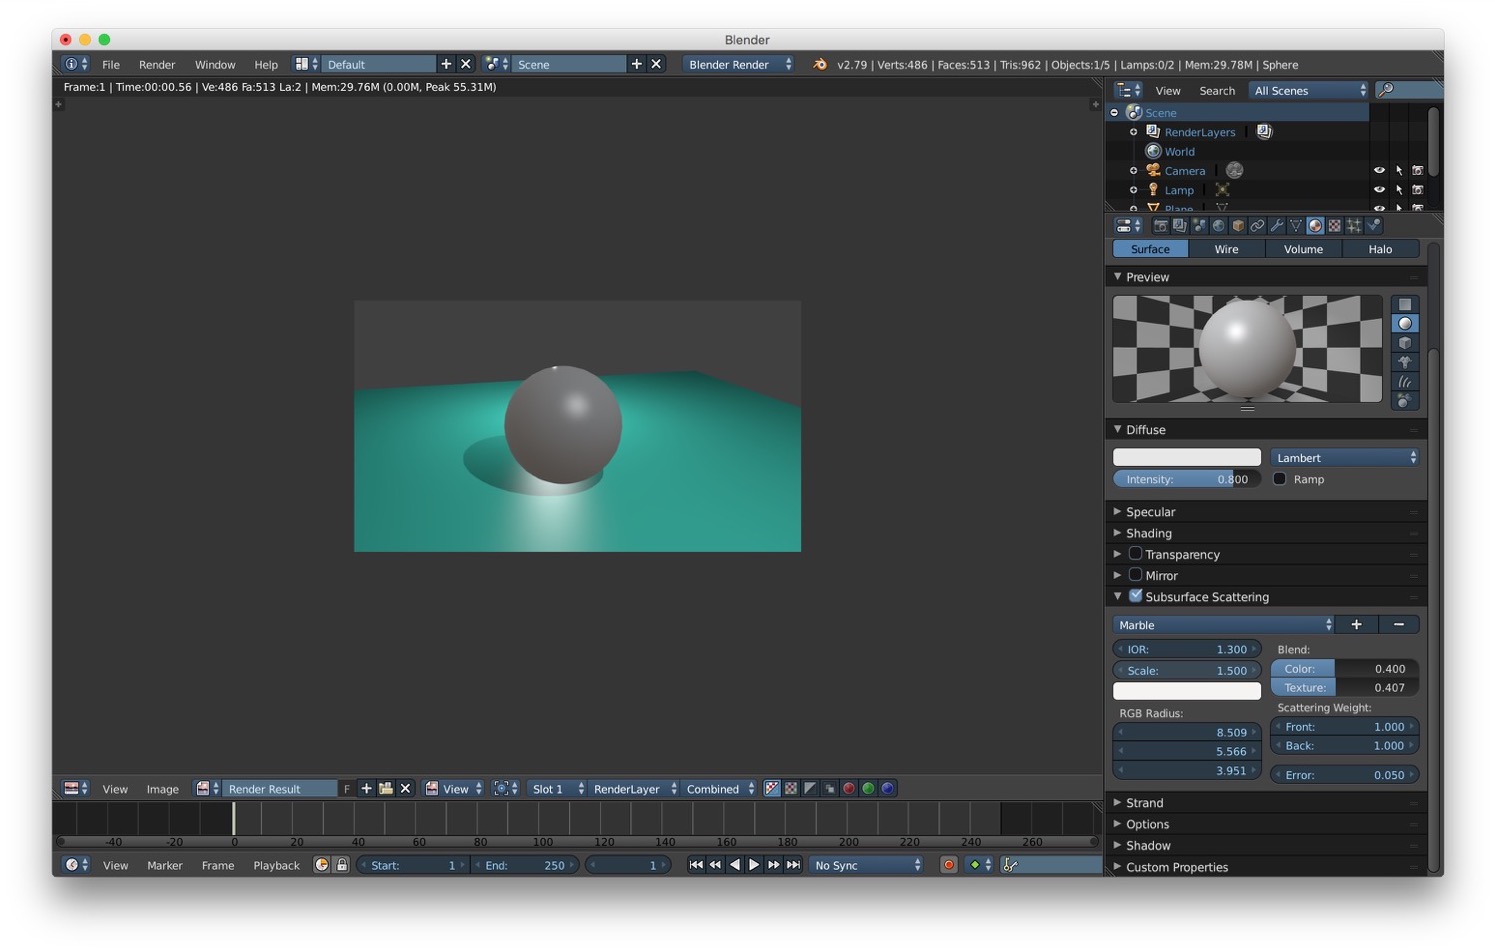 Blender
File Render Window Help Default Scene Blender Render v2.79 | Verts:486 | Faces:513 | Tris:962 | Objects:1/5 | Lamps:0/2 | Mem:29.78M | Sphere
Frame:1 | Time:00:00.56 | Ve:486 Fa:513 La:2 | Mem:29.76M (0.00M, Peak 55.31M)
View Search All Scenes
Scene
RenderLayers
World
Camera
Lamp
Plane
Surface Wire Volume Halo
Preview
Diffuse
Lambert
Intensity: 0.800 Ramp
Specular
Shading
Transparency
Mirror
Subsurface Scattering
Marble
IOR: 1.300 Blend:
Scale: 1.500 Color: 0.400
Texture: 0.407
RGB Radius: Scattering Weight:
8.509 Front: 1.000
5.566 Back: 1.000
3.951 Error: 0.050
Strand
Options
Shadow
Custom Properties
View Image Render Result F View Slot 1 RenderLayer Combined
-40 -20 0 20 40 60 80 100 120 140 160 180 200 220 240 260
View Marker Frame Playback Start: 1 End: 250 1 No Sync